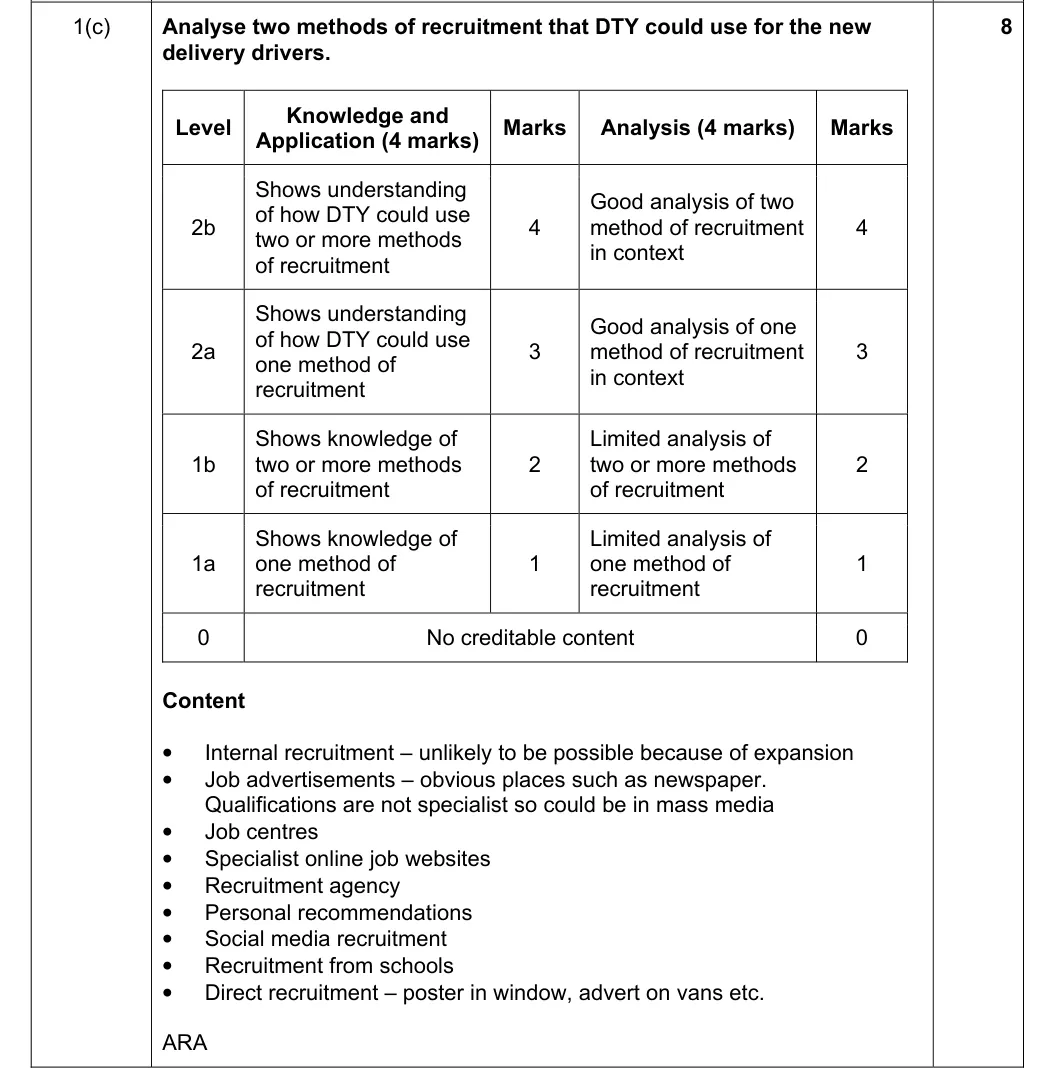 1(c) Analyse two methods of recruitment that DTY could use for the new 8
delivery drivers.
Level Knowledge and Application (4 marks) Marks Analysis (4 marks) Marks
2b Shows understanding of how DTY could use two or more methods of recruitment 4 Good analysis of two method of recruitment in context 4
2a Shows understanding of how DTY could use one method of recruitment 3 Good analysis of one method of recruitment in context 3
1b Shows knowledge of two or more methods of recruitment 2 Limited analysis of two or more methods of recruitment 2
1a Shows knowledge of one method of recruitment 1 Limited analysis of one method of recruitment 1
0 No creditable content 0
Content
• Internal recruitment – unlikely to be possible because of expansion
• Job advertisements – obvious places such as newspaper.
Qualifications are not specialist so could be in mass media
• Job centres
• Specialist online job websites
• Recruitment agency
• Personal recommendations
• Social media recruitment
• Recruitment from schools
• Direct recruitment – poster in window, advert on vans etc.
ARA